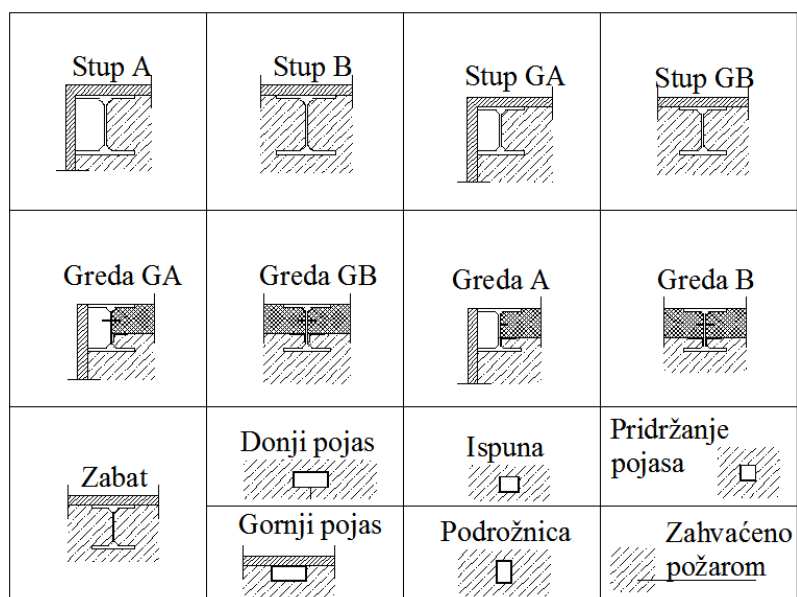 Stup A
Stup B
Stup GA
Stup GB
Greda GA
Greda GB
Greda A
Greda B
Zabat
Donji pojas
Ispuna
Pridržanje
pojasa
Gornji pojas
Podrožnica
Zahvaćeno
požarom